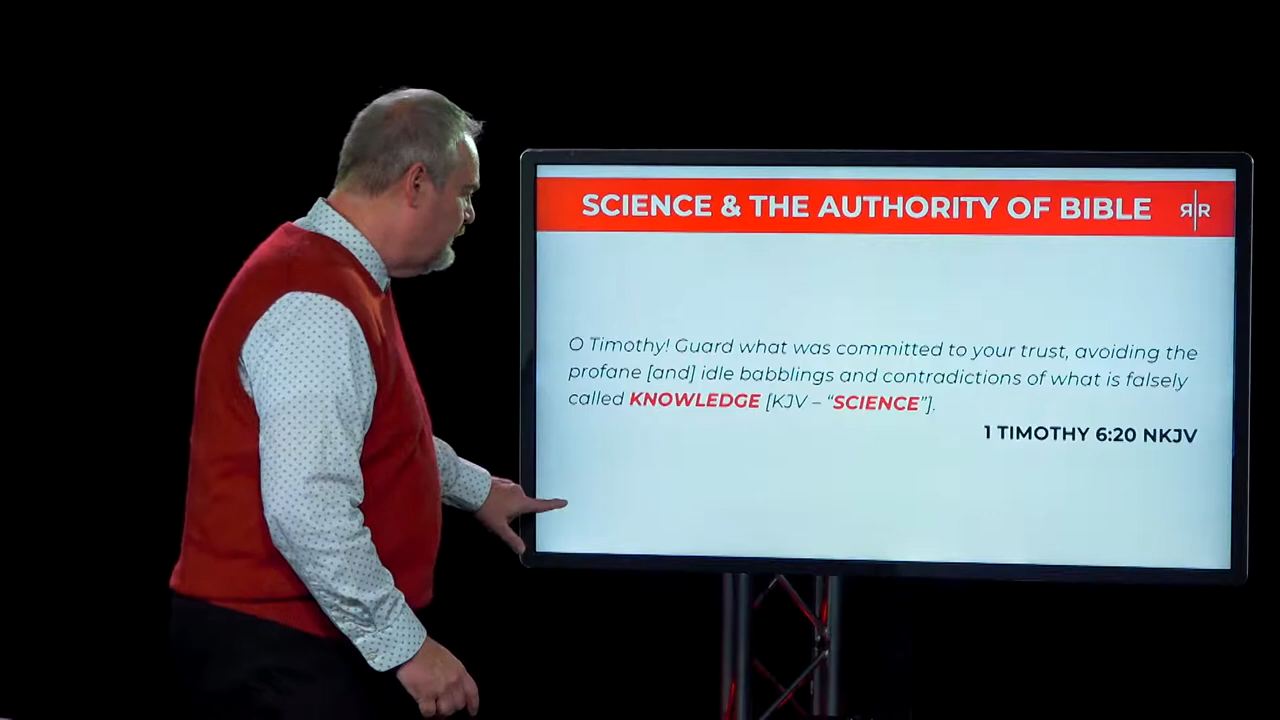 SCIENCE & THE AUTHORITY OF BIBLE
R|R
O Timothy! Guard what was committed to your trust, avoiding the
profane [and] idle babblings and contradictions of what is falsely
called KNOWLEDGE [KJV – “SCIENCE”].
1 TIMOTHY 6:20 NKJV